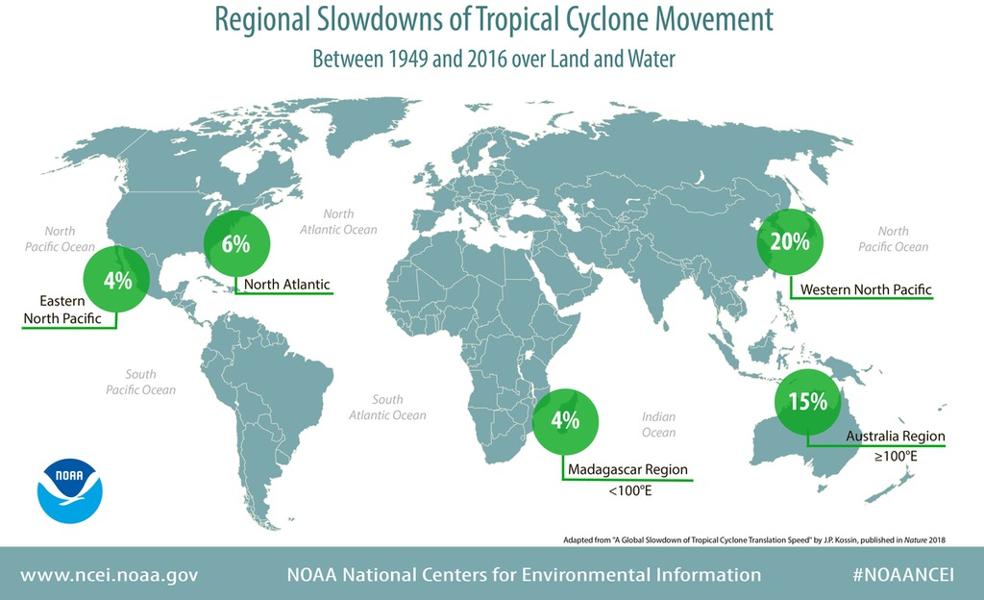 Regional Slowdowns of Tropical Cyclone Movement
Between 1949 and 2016 over Land and Water
North
Pacific Ocean
6%
North
Atlantic Ocean
20%
North
Pacific Ocean
4%
North Atlantic
Western North Pacific
Eastern
North Pacific
South
Pacific Ocean
South
Atlantic Ocean
4%
Indian
Ocean
15%
Australia Region
≥100°E
Madagascar Region
<100°E
NOAA
Adapted from "A Global Slowdown of Tropical Cyclone Translation Speed" by J.P. Kossin, published in Nature 2018
www.ncei.noaa.gov
NOAA National Centers for Environmental Information
#NOAANCEI